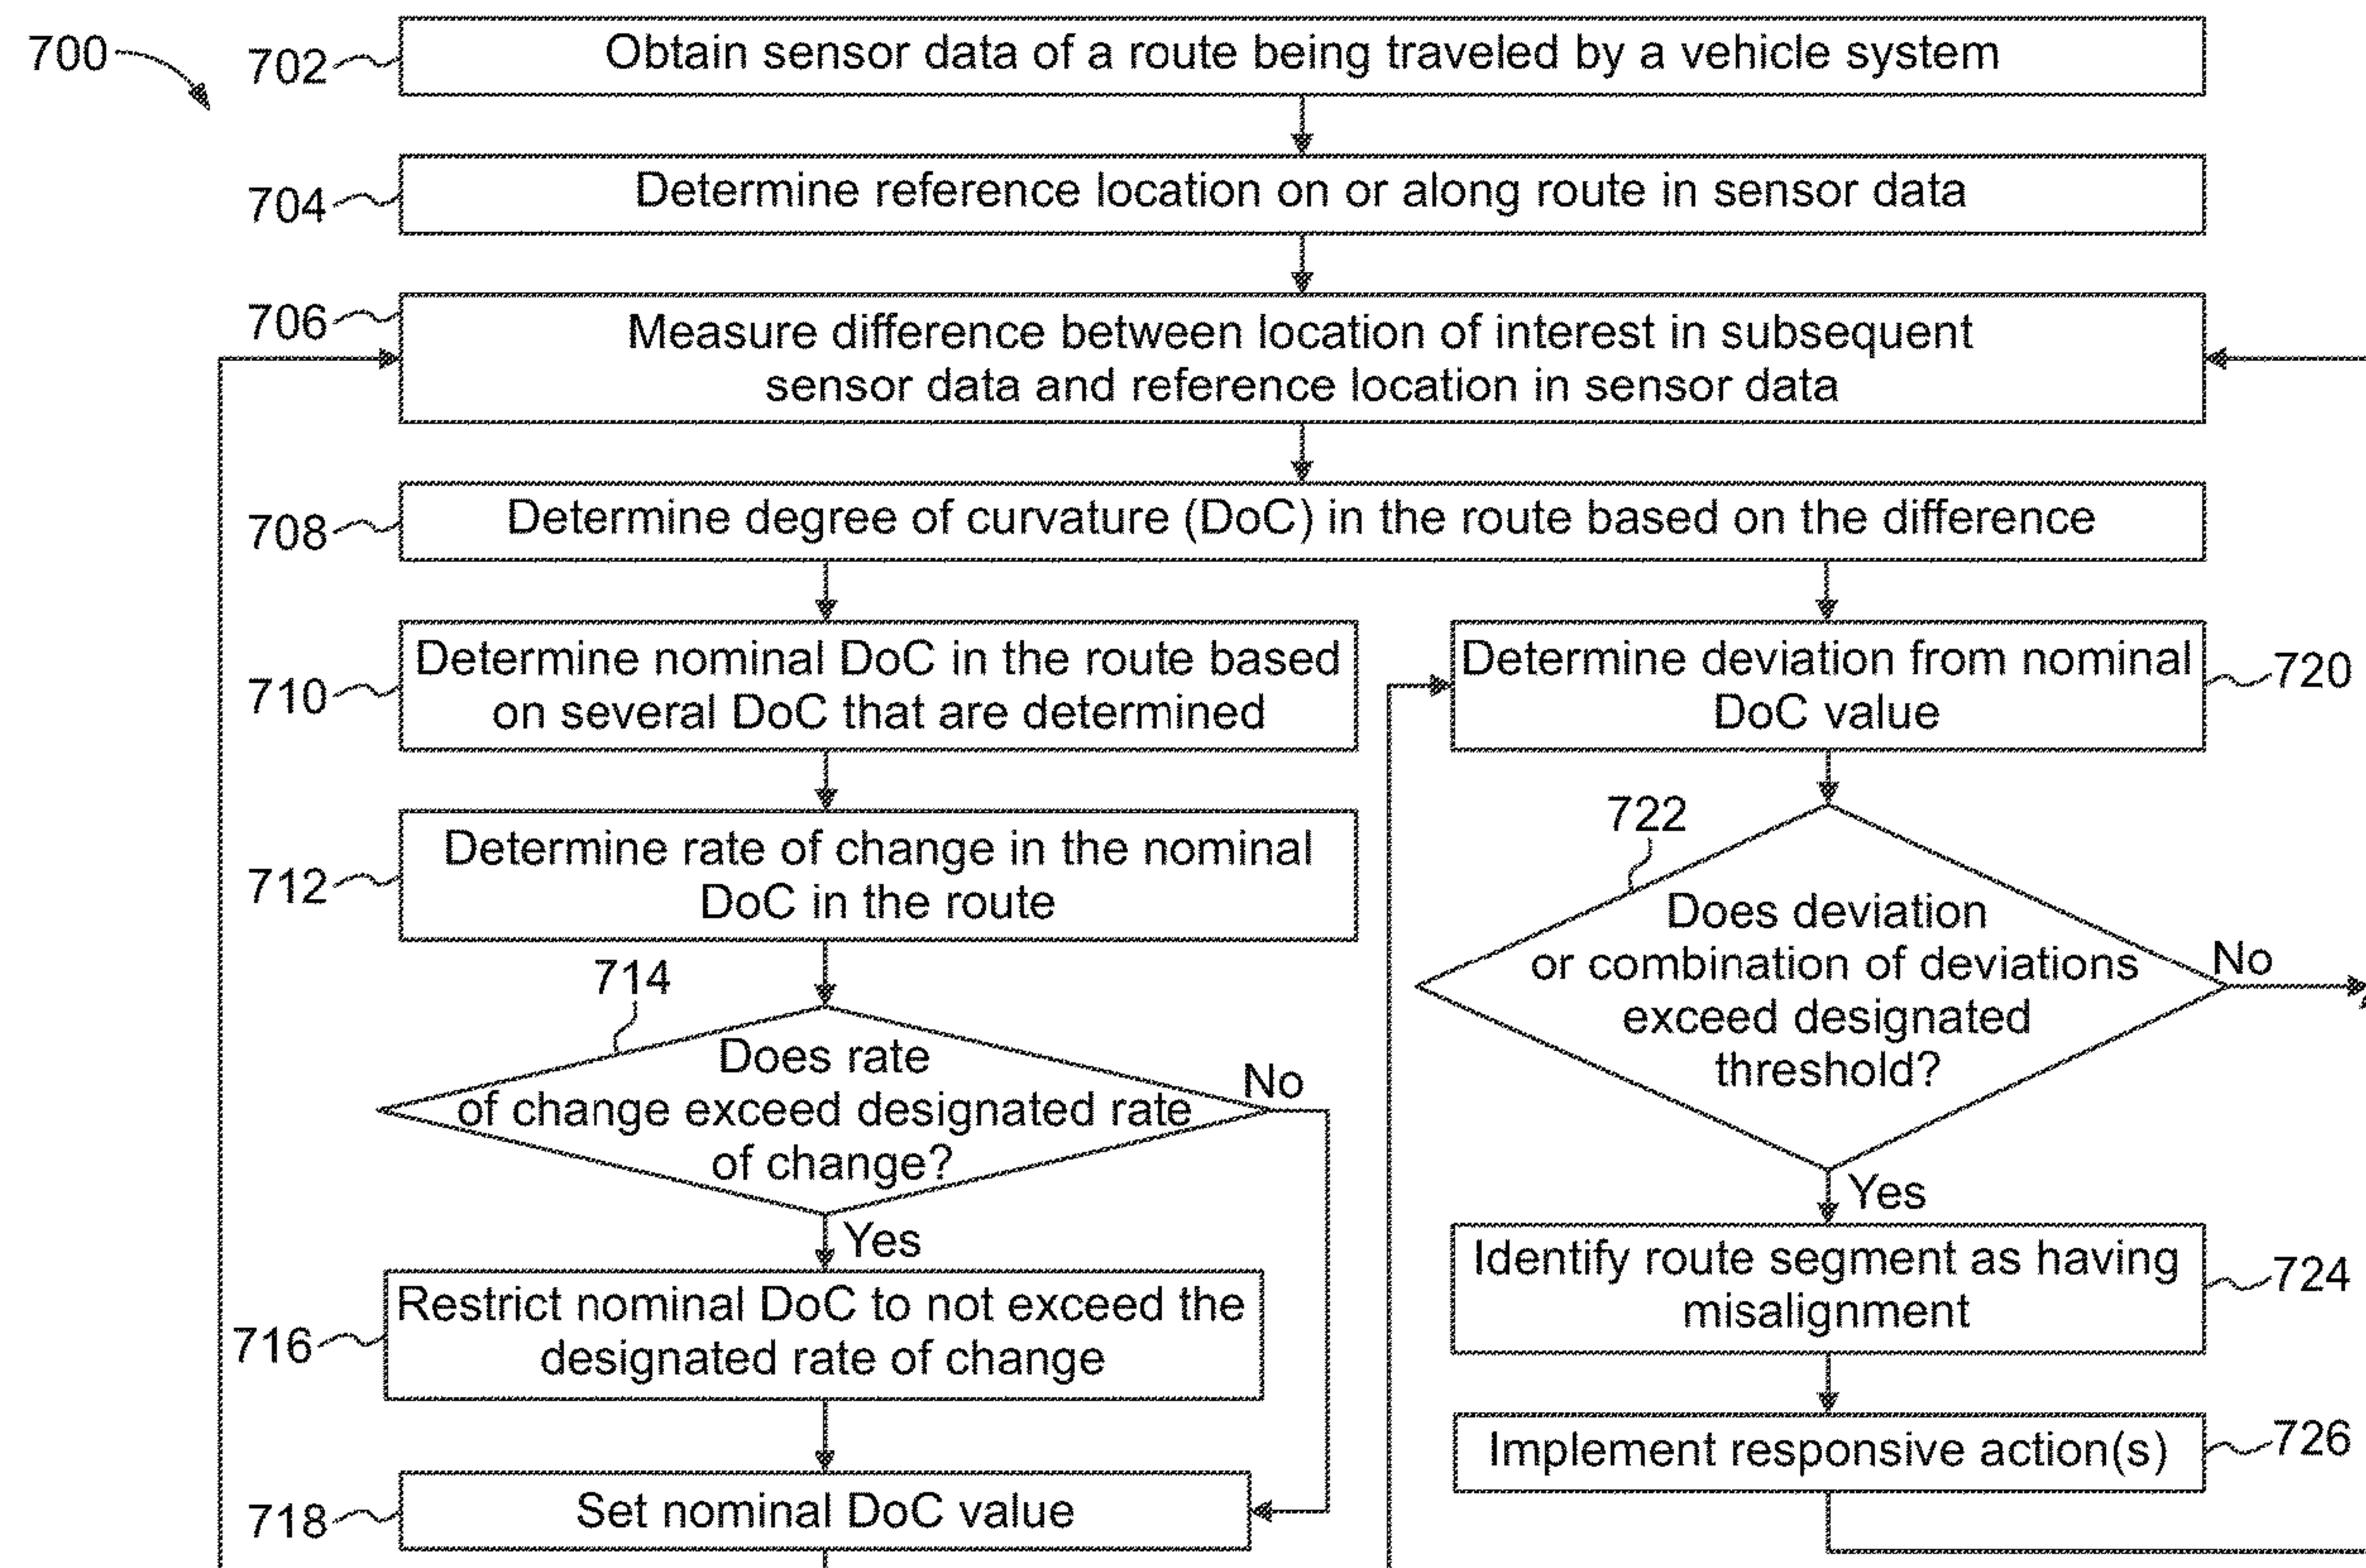 700
702
Obtain sensor data of a route being traveled by a vehicle system
704
Determine reference location on or along route in sensor data
706
Measure difference between location of interest in subsequent
sensor data and reference location in sensor data
708
Determine degree of curvature (DoC) in the route based on the difference
710
Determine nominal DoC in the route based
on several DoC that are determined
712
Determine rate of change in the nominal
DoC in the route
714
Does rate
of change exceed designated rate
of change?
No
Yes
716
Restrict nominal DoC to not exceed the
designated rate of change
718
Set nominal DoC value
Determine deviation from nominal
DoC value
720
722
Does deviation
or combination of deviations
exceed designated
threshold?
No
Yes
Identify route segment as having
misalignment
724
Implement responsive action(s)
726